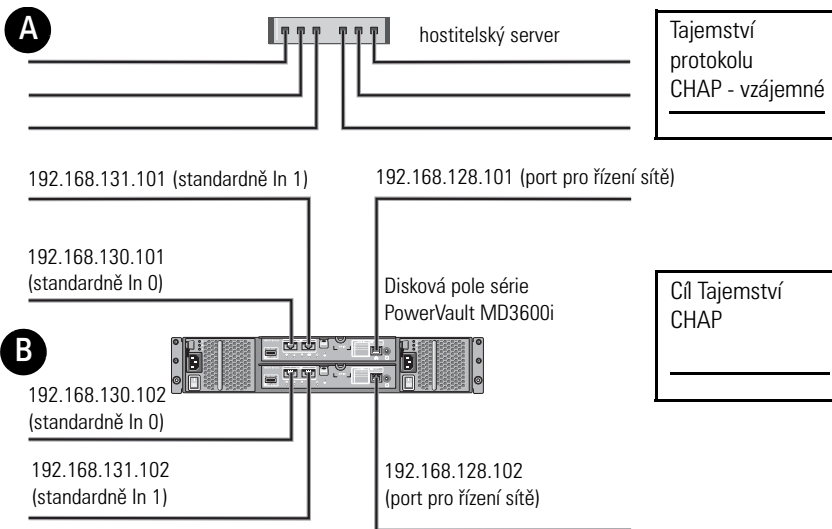 A
hostitelský server
Tajemství
protokolu
CHAP - vzájemné
192.168.131.101 (standardně In 1)
192.168.128.101 (port pro řízení sítě)
192.168.130.101
(standardně In 0)
Disková pole série
PowerVault MD3600i
Cíl Tajemství
CHAP
B
192.168.130.102
(standardně In 0)
192.168.131.102
(standardně In 1)
192.168.128.102
(port pro řízení sítě)